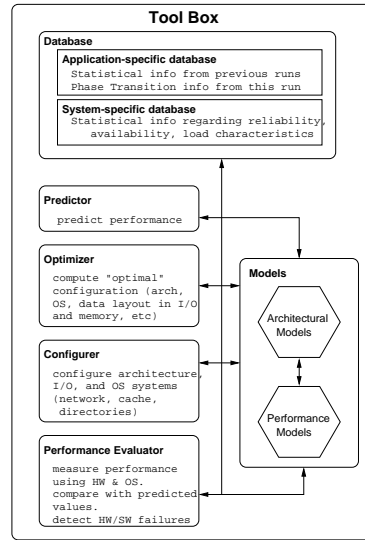 Tool Box
Database
Application-specific database
Statistical info from previous runs
Phase Transition info from this run
System-specific database
Statistical info regarding reliability,
availability, load characteristics
Predictor
predict performance
Optimizer
compute "optimal"
configuration (arch,
OS, data layout in I/O
and memory, etc)
Configurer
configure architecture,
I/O, and OS systems
(network, cache,
directories)
Performance Evaluator
measure performance
using HW & OS.
compare with predicted
values.
detect HW/SW failures
Models
Architectural
Models
Performance
Models